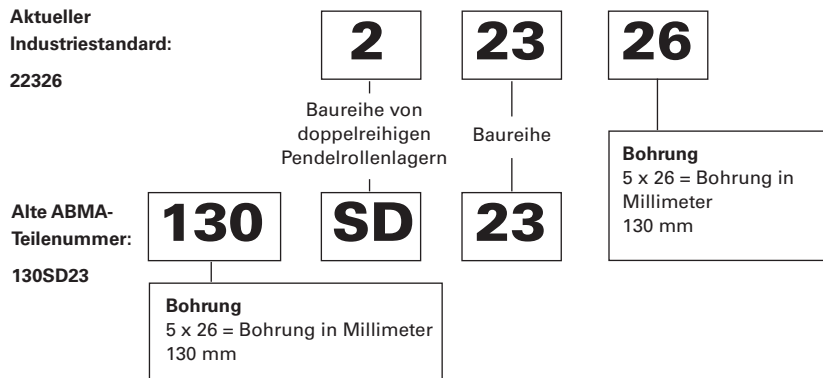 Aktueller
Industriestandard:
22326
2 23 26
Baureihe von
doppelreihigen
Pendelrollenlagern
Baureihe
Bohrung
5 x 26 = Bohrung in
Millimeter
130 mm
Alte ABMA-
Teilenummer:
130SD23
130 SD 23
Bohrung
5 x 26 = Bohrung in Millimeter
130 mm